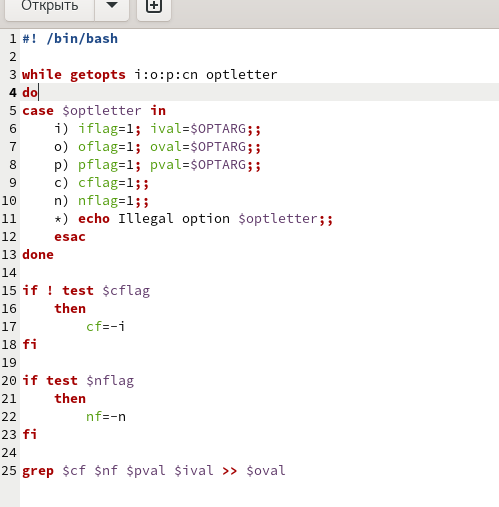 Открыть
1 #! /bin/bash
2
3 while getopts i:o:p:cn optletter
4 do
5 case $optletter in
6     i) iflag=1; ival=$OPTARG;;
7     o) oflag=1; oval=$OPTARG;;
8     p) pflag=1; pval=$OPTARG;;
9     c) cflag=1;;
10     n) nflag=1;;
11     *) echo Illegal option $optletter;;
12     esac
13 done
14
15 if ! test $cflag
16     then
17         cf=-i
18 fi
19
20 if test $nflag
21     then
22         nf=-n
23 fi
24
25 grep $cf $nf $pval $ival >> $oval